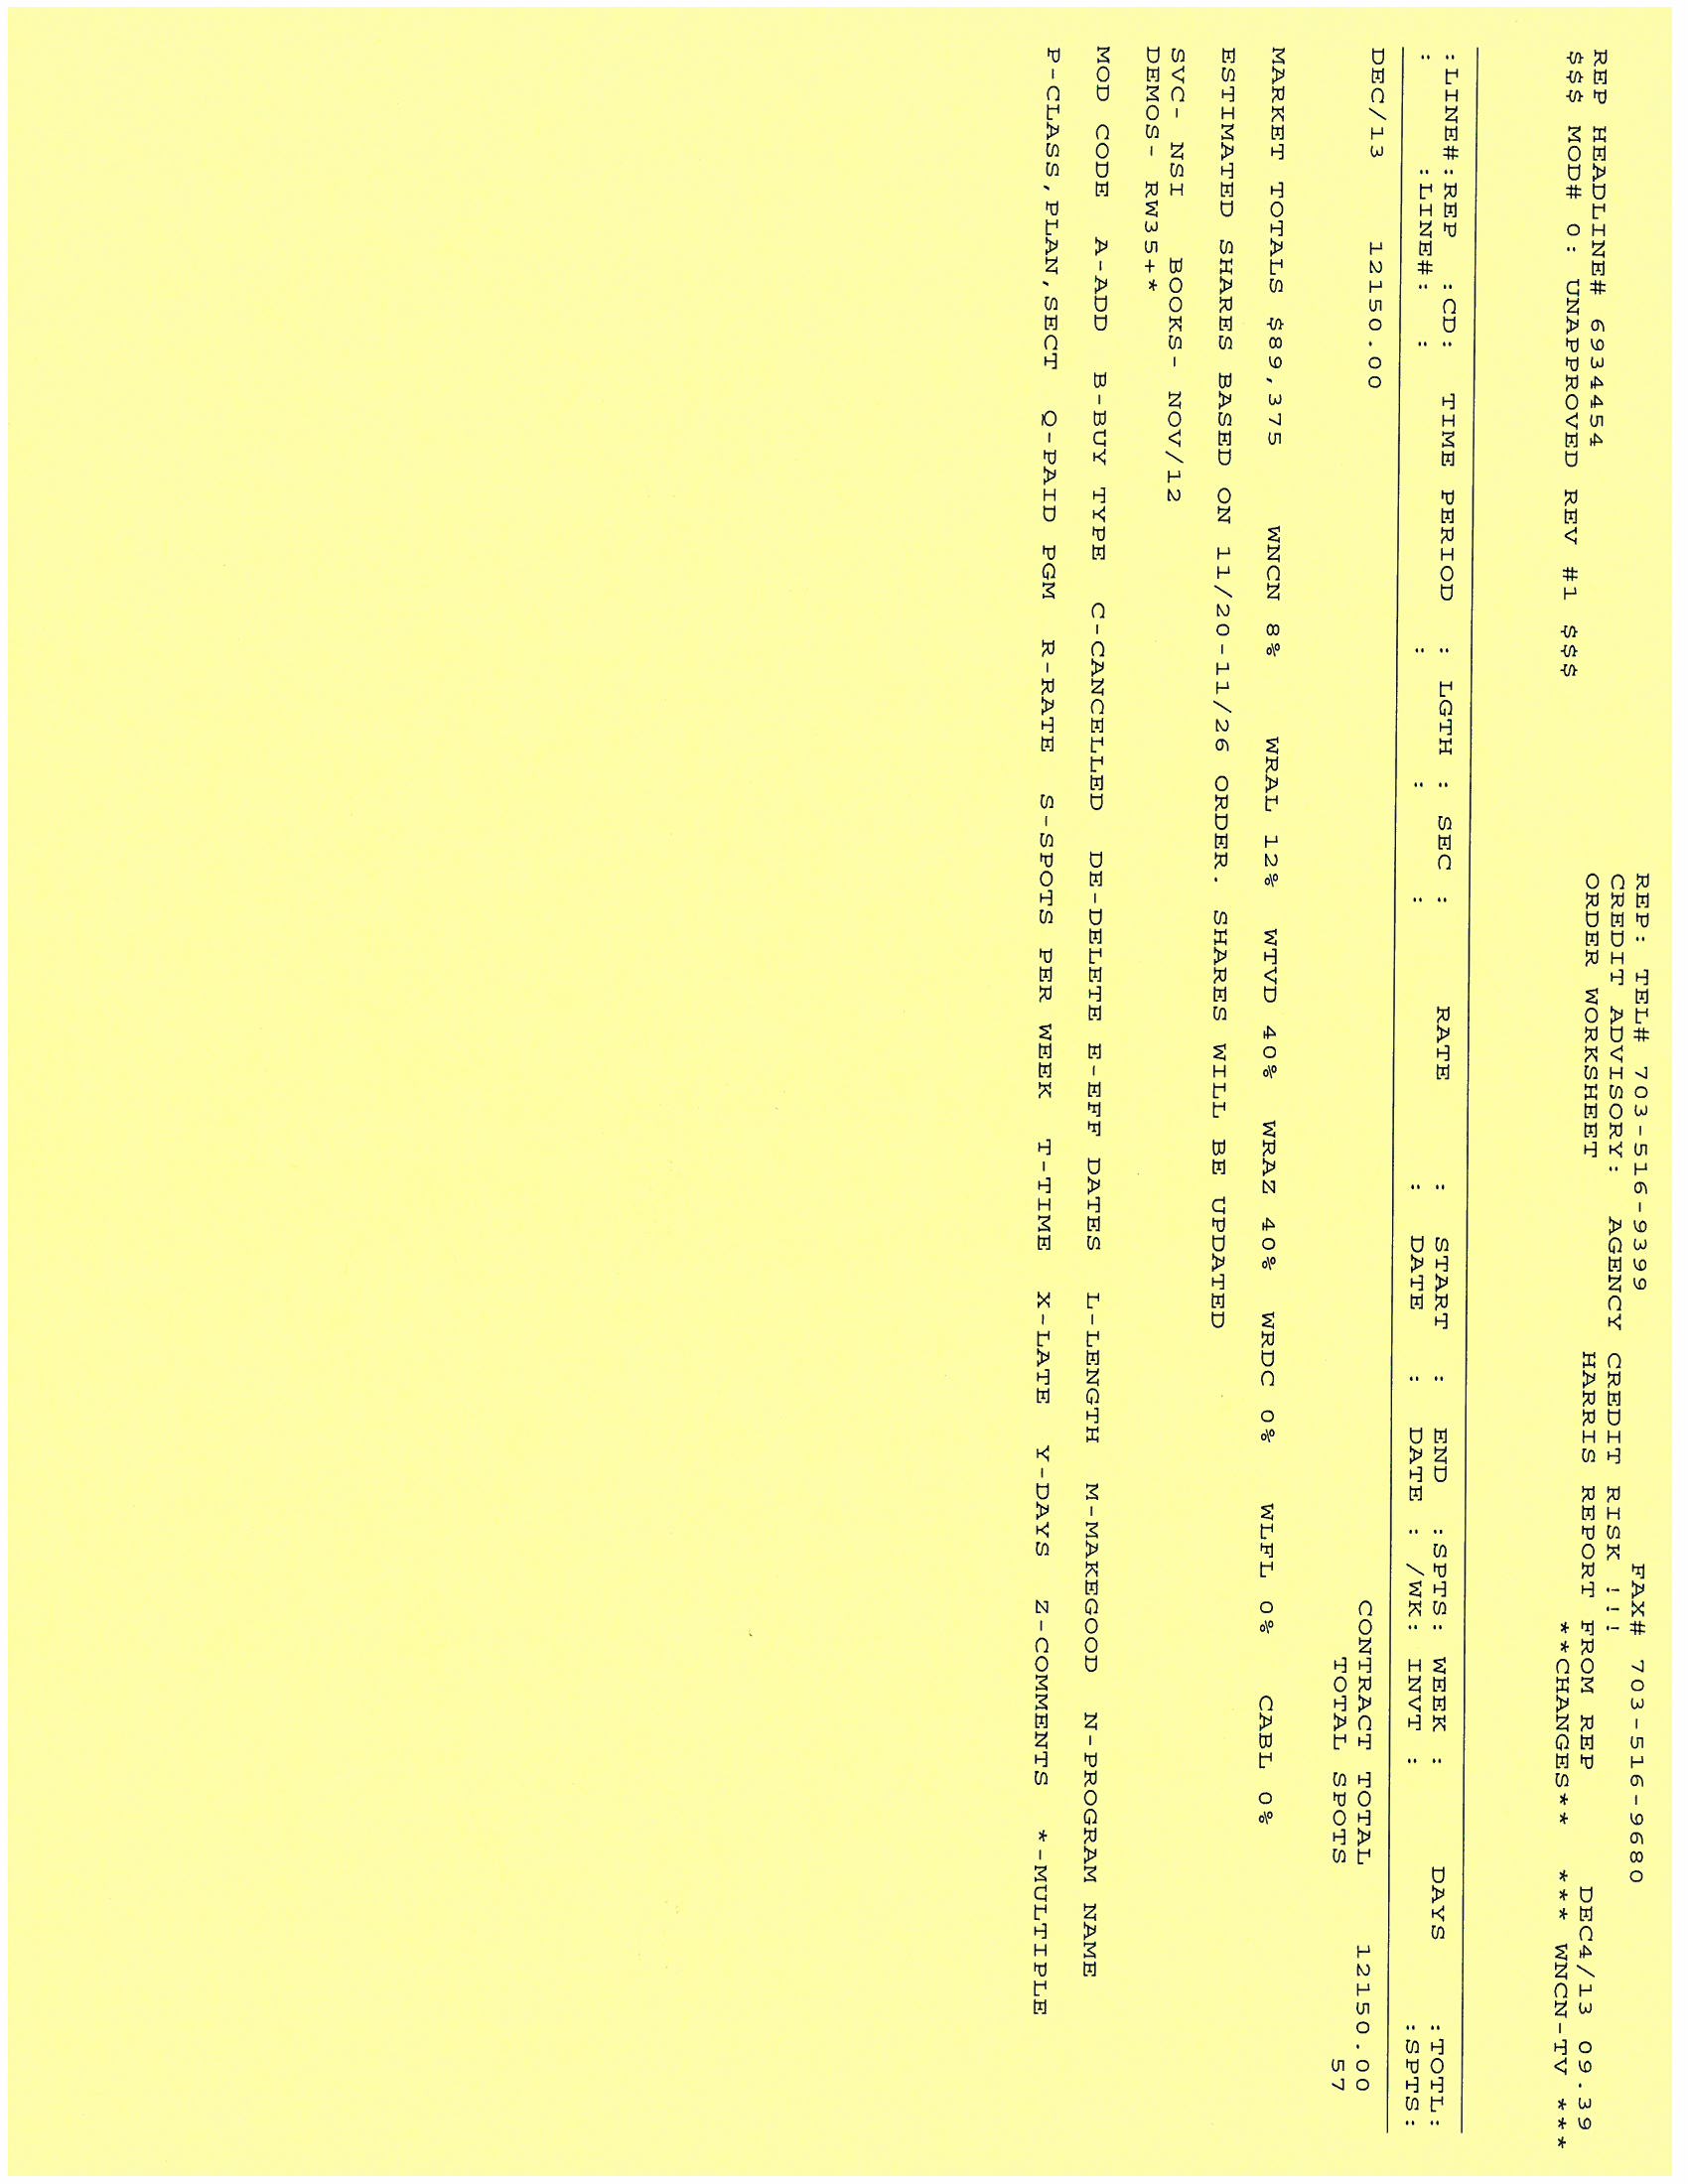 REP: TEL# 703-516-9399 FAX# 703-516-9680
CREDIT ADVISORY: AGENCY CREDIT RISK !!!
REP HEADLINE# 6934454 ORDER WORKSHEET HARRIS REPORT FROM REP DEC4/13 09.39
$$$ MOD# 0: UNAPPROVED REV #1 $$$ **CHANGES** *** WNCN-TV ***
:LINE#:REP :CD: TIME PERIOD : LGTH : SEC : RATE : START : END :SPTS: WEEK : DAYS :TOTL:
: :LINE#: : : : : : DATE : DATE : /WK: INVT : :SPTS:
DEC/13 12150.00 CONTRACT TOTAL 12150.00
TOTAL SPOTS 57
MARKET TOTALS $89,375 WNCN 8% WRAL 12% WTVD 40% WRAZ 40% WRDC 0% WLFL 0% CABL 0%
ESTIMATED SHARES BASED ON 11/20-11/26 ORDER. SHARES WILL BE UPDATED
SVC- NSI BOOKS- NOV/12
DEMOS- RW35+*
MOD CODE A-ADD B-BUY TYPE C-CANCELLED DE-DELETE E-EFF DATES L-LENGTH M-MAKEGOOD N-PROGRAM NAME
P-CLASS,PLAN,SECT Q-PAID PGM R-RATE S-SPOTS PER WEEK T-TIME X-LATE Y-DAYS Z-COMMENTS *-MULTIPLE